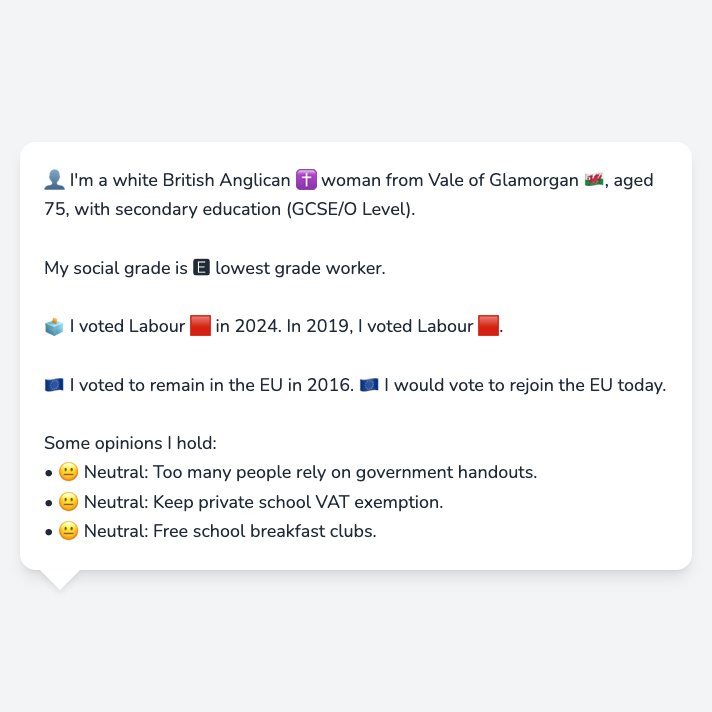 👤 I'm a white British Anglican ✝️ woman from Vale of Glamorgan 🏴󠁧󠁢󠁷󠁬󠁳󠁿, aged
75, with secondary education (GCSE/O Level).
My social grade is 🅴 lowest grade worker.
🗳️ I voted Labour 🟥 in 2024. In 2019, I voted Labour 🟥.
🇪🇺 I voted to remain in the EU in 2016. 🇪🇺 I would vote to rejoin the EU today.
Some opinions I hold:
• 😐 Neutral: Too many people rely on government handouts.
• 😐 Neutral: Keep private school VAT exemption.
• 😐 Neutral: Free school breakfast clubs.